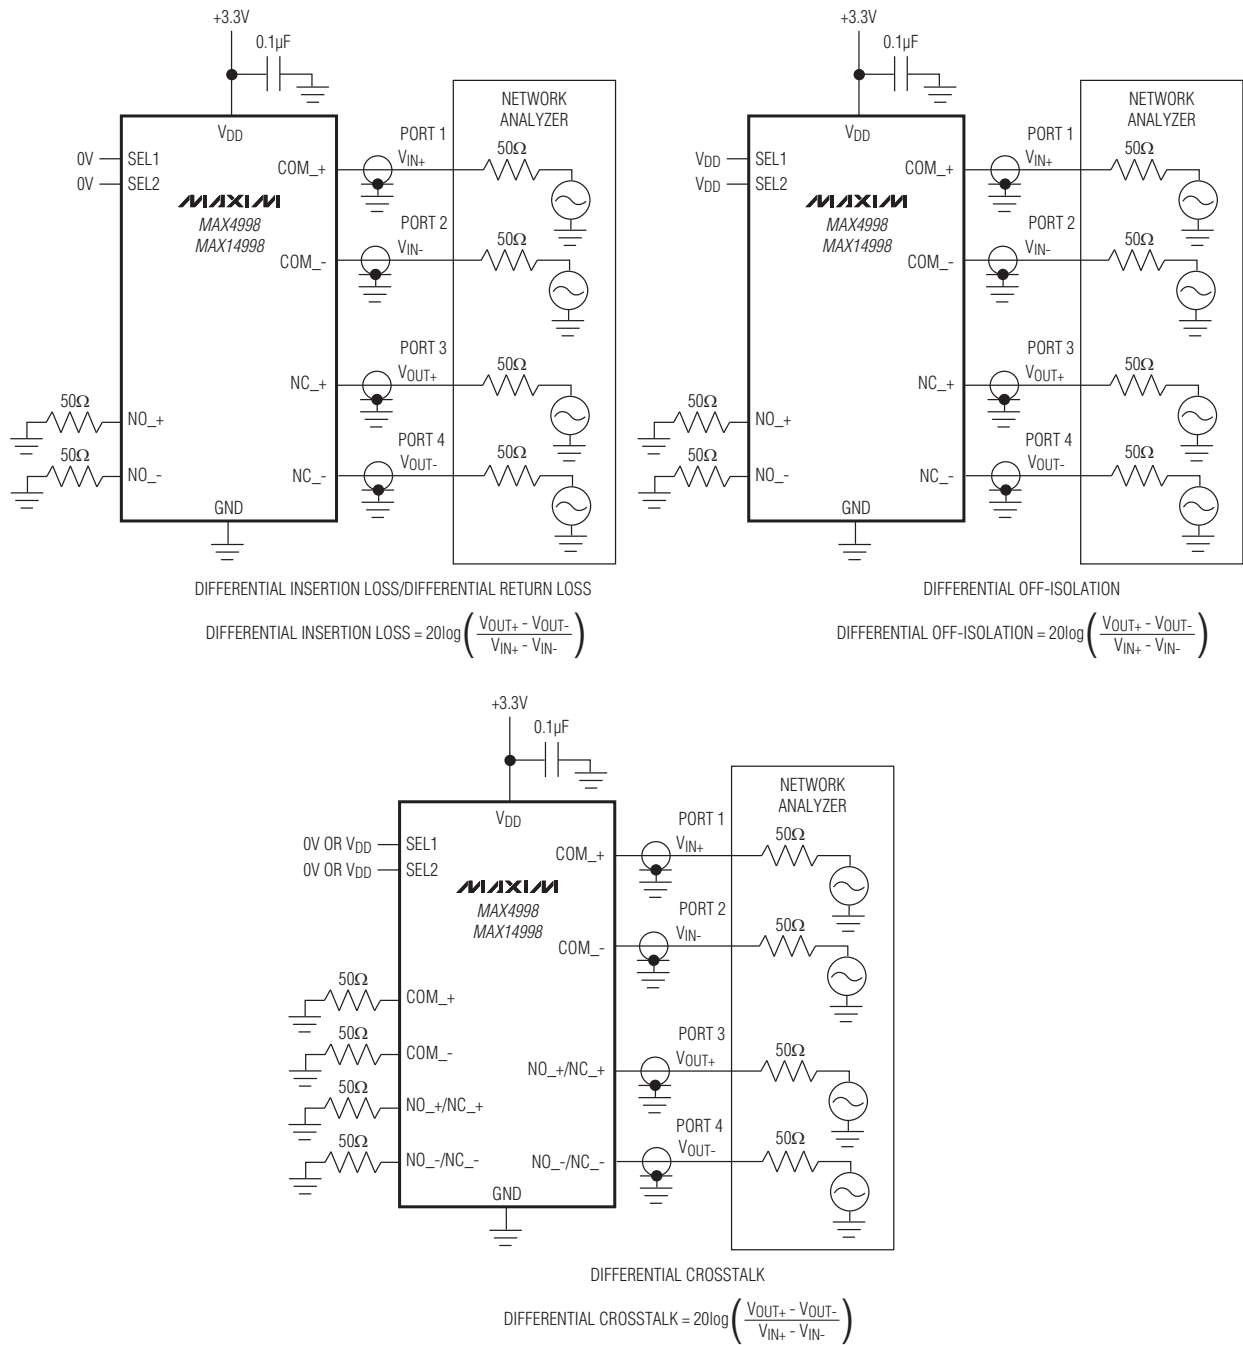 +3.3V
0.1µF
VDD
0V SEL1
0V SEL2
MAXIM
MAX4998
MAX14998
COM_+
COM_-
NC_+
NC_-
50Ω NO_+
50Ω NO_-
GND
NETWORK
ANALYZER
PORT 1
VIN+ 50Ω
PORT 2
VIN- 50Ω
PORT 3
VOUT+ 50Ω
PORT 4
VOUT- 50Ω
DIFFERENTIAL INSERTION LOSS/DIFFERENTIAL RETURN LOSS
DIFFERENTIAL INSERTION LOSS = 20log(VOUT+ - VOUT- / VIN+ - VIN-)
+3.3V
0.1µF
VDD
VDD SEL1
VDD SEL2
MAXIM
MAX4998
MAX14998
COM_+
COM_-
NC_+
NC_-
50Ω NO_+
50Ω NO_-
GND
NETWORK
ANALYZER
PORT 1
VIN+ 50Ω
PORT 2
VIN- 50Ω
PORT 3
VOUT+ 50Ω
PORT 4
VOUT- 50Ω
DIFFERENTIAL OFF-ISOLATION
DIFFERENTIAL OFF-ISOLATION = 20log(VOUT+ - VOUT- / VIN+ - VIN-)
+3.3V
0.1µF
VDD
0V OR VDD SEL1
0V OR VDD SEL2
MAXIM
MAX4998
MAX14998
COM_+
COM_-
NO_+/NC_+
NO_-/NC_-
50Ω COM_+
50Ω COM_-
50Ω NO_+/NC_+
50Ω NO_-/NC_-
GND
NETWORK
ANALYZER
PORT 1
VIN+ 50Ω
PORT 2
VIN- 50Ω
PORT 3
VOUT+ 50Ω
PORT 4
VOUT- 50Ω
DIFFERENTIAL CROSSTALK
DIFFERENTIAL CROSSTALK = 20log(VOUT+ - VOUT- / VIN+ - VIN-)